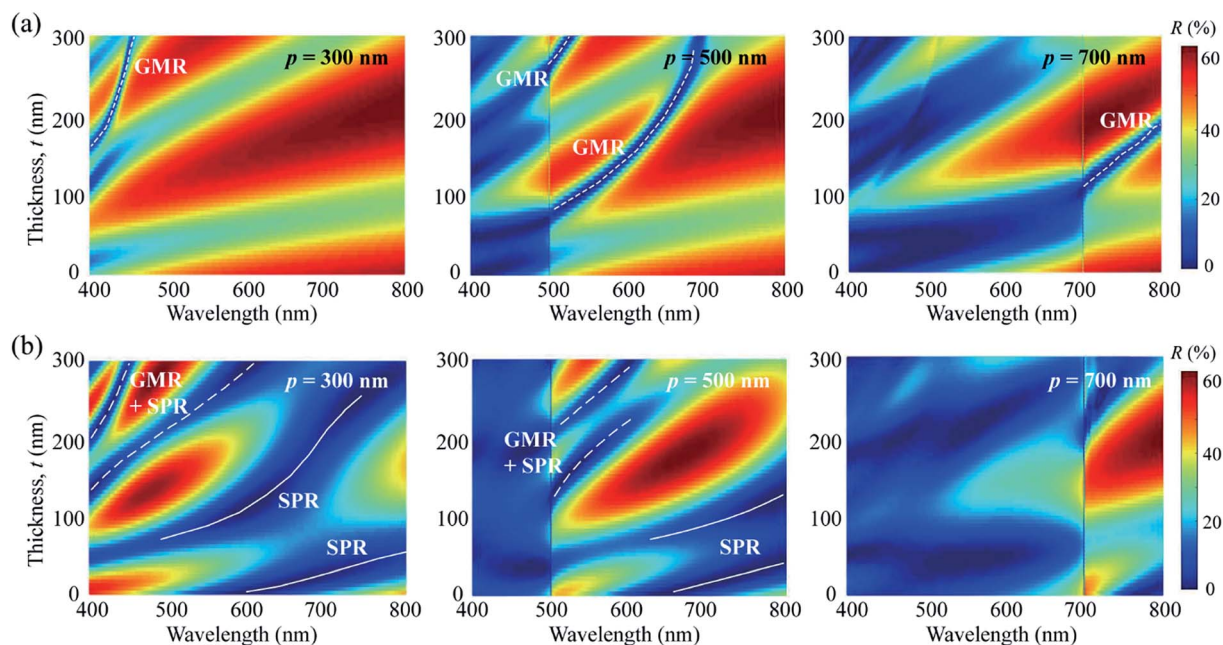 (a)
R (%)
300
200
100
0
Thickness, t (nm)
GMR
p = 300 nm
400 500 600 700 800
Wavelength (nm)
300
200
100
0
GMR
GMR
p = 500 nm
400 500 600 700 800
Wavelength (nm)
300
200
100
0
p = 700 nm
GMR
400 500 600 700 800
Wavelength (nm)
60
40
20
0
(b)
R (%)
300
200
100
0
Thickness, t (nm)
GMR
+ SPR
p = 300 nm
SPR
SPR
400 500 600 700 800
Wavelength (nm)
300
200
100
0
p = 500 nm
GMR
+ SPR
SPR
400 500 600 700 800
Wavelength (nm)
300
200
100
0
p = 700 nm
400 500 600 700 800
Wavelength (nm)
60
40
20
0